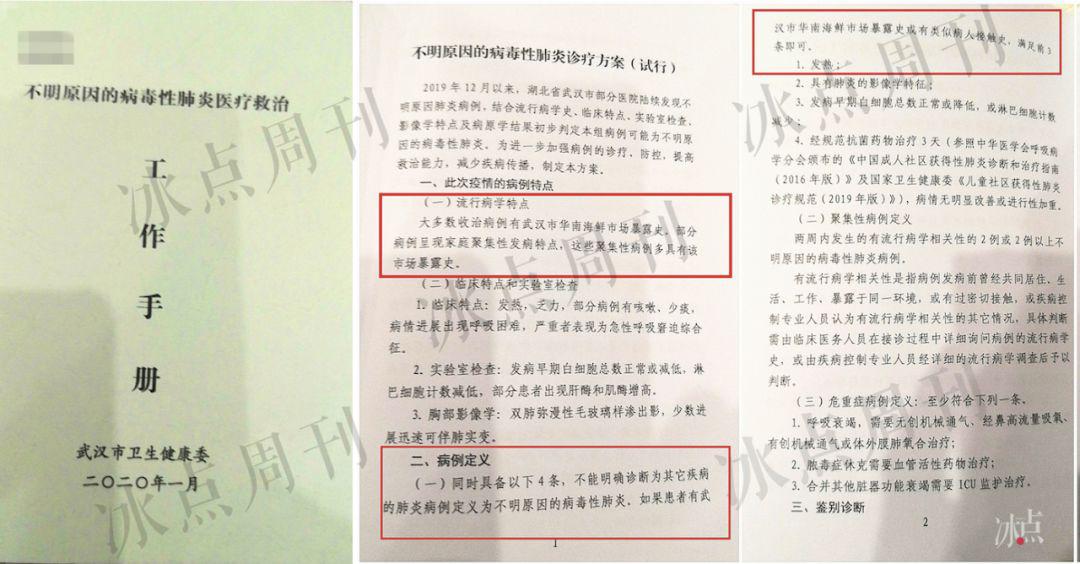 不明原因的病毒性肺炎医疗救治
工
作
手
册
武汉市卫生健康委
二〇二〇年一月
不明原因的病毒性肺炎诊疗方案(试行)
2019年12月以来,湖北省武汉市部分医院陆续发现不
明原因肺炎病例,结合流行病学史、临床特点、实验室检查、
影像学特点及病原学结果初步判定本组病例可能为不明原因
的病毒性肺炎。为进一步加强病例的诊疗、防控,提高
救治能力,减少疾病传播,制定本方案。
一、此次疫情的病例特点
(一)流行病学特点
大多数收治病例有武汉市华南海鲜市场暴露史。部分
病例呈现家庭聚集性发病特点,这些聚集性病例多具有该
市场暴露史。
(二)临床特点和实验室检查
1. 临床特点:发热,乏力,部分病例有咳嗽、少痰,
病情进展出现呼吸困难,严重者表现为急性呼吸窘迫综合
征。
2. 实验室检查:发病早期白细胞总数正常或减低,淋
巴细胞计数减低,部分患者出现肝酶和肌酶增高。
3. 胸部影像学:双肺弥漫性毛玻璃样渗出影,少数进
展迅速可伴肺实变。
二、病例定义
(一)同时具备以下4条,不能明确诊断为其它疾病
的肺炎病例定义为不明原因的病毒性肺炎。如果患者有武
1
汉市华南海鲜市场暴露史或有类似病人接触史,满足前3
条即可。
1. 发热;
2. 具有肺炎的影像学特征;
3. 发病早期白细胞总数正常或降低,或淋巴细胞计数
减少;
4. 经规范抗菌药物治疗3天(参照中华医学会呼吸病
学分会颁布的《中国成人社区获得性肺炎诊断和治疗指南
(2016年版)》及国家卫生健康委《儿童社区获得性肺炎
诊疗规范(2019年版)》),病情无明显改善或进行性加重。
(二)聚集性病例定义
两周内发生的有流行病学相关性的2例或2例以上不
明原因的病毒性肺炎病例。
有流行病学相关性是指病例发病前曾经共同居住、生
活、工作、暴露于同一环境,或有过密切接触,或疾病控
制专业人员认为有流行病学相关性的其它情况,具体判断
需由临床医务人员在接诊过程中详细询问病例的流行病学
史,或由疾病控制专业人员经详细的流行病学调查后予以
判断。
(三)危重症病例定义:至少符合下列一条。
1. 呼吸衰竭,需要无创机械通气、经鼻高流量吸氧、
有创机械通气或体外膜肺氧合治疗;
2. 脓毒症休克需要血管活性药物治疗;
3. 合并其他脏器功能衰竭需要ICU监护治疗。
三、鉴别诊断
2
冰点周刊
冰点周刊
冰点周刊
冰点周刊
冰点周刊
冰点